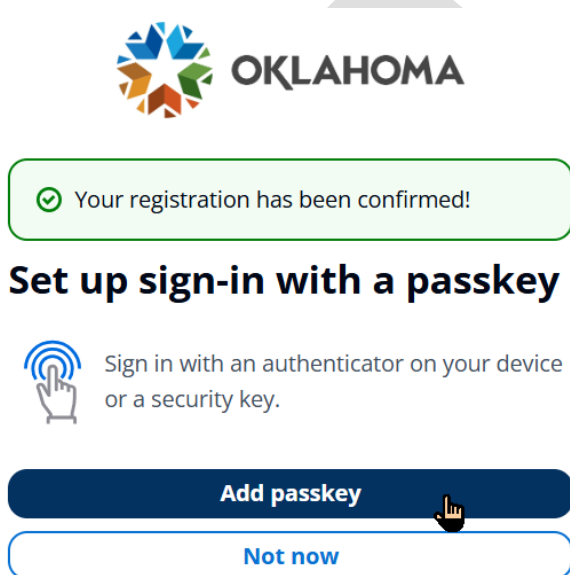 OKLAHOMA
Your registration has been confirmed!
Set up sign-in with a passkey
Sign in with an authenticator on your device
or a security key.
Add passkey
Not now